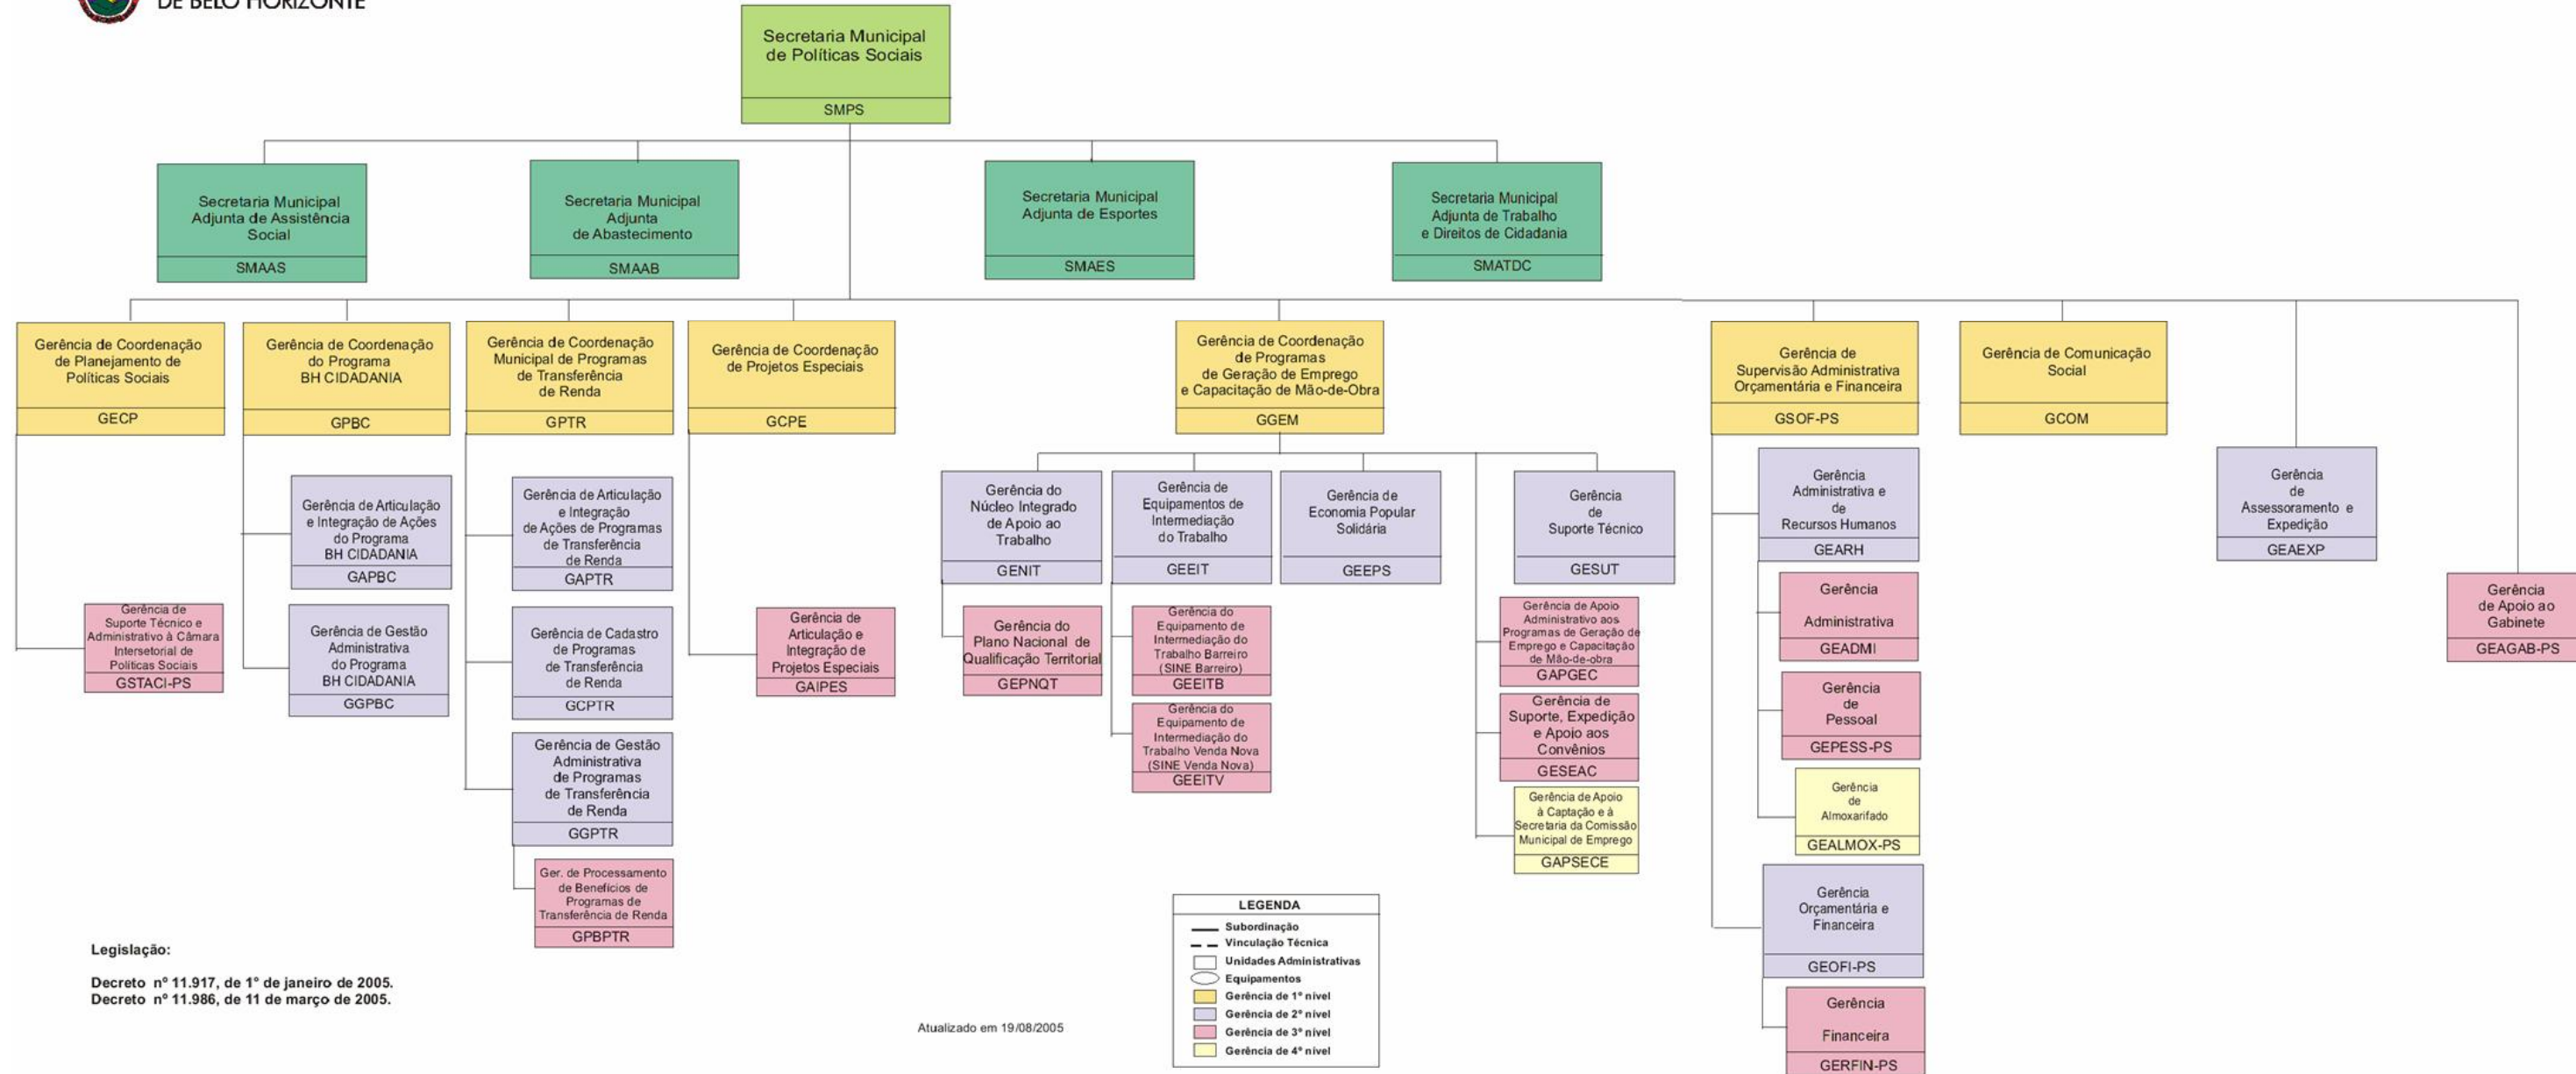 DE BELO HORIZONTE
Secretaria Municipal
de Políticas Sociais
SMPS
Secretaria Municipal
Adjunta de Assistência
Social
SMAAS
Secretaria Municipal
Adjunta
de Abastecimento
SMAAB
Secretaria Municipal
Adjunta de Esportes
SMAES
Secretaria Municipal
Adjunta de Trabalho
e Direitos de Cidadania
SMATDC
Gerência de Coordenação
de Planejamento de
Políticas Sociais
GECP
Gerência de Coordenação
do Programa
BH CIDADANIA
GPBC
Gerência de Coordenação
Municipal de Programas
de Transferência
de Renda
GPTR
Gerência de Coordenação
de Projetos Especiais
GCPE
Gerência de Coordenação
de Programas
de Geração de Emprego
e Capacitação de Mão-de-Obra
GGEM
Gerência de
Supervisão Administrativa
Orçamentária e Financeira
GSOF-PS
Gerência de Comunicação
Social
GCOM
Gerência de
Suporte Técnico e
Administrativo à Câmara
Intersetorial de
Políticas Sociais
GSTACI-PS
Gerência de Articulação
e Integração de Ações
do Programa
BH CIDADANIA
GAPBC
Gerência de Gestão
Administrativa
do Programa
BH CIDADANIA
GGPBC
Gerência de Articulação
e Integração
de Ações de Programas
de Transferência
de Renda
GAPTR
Gerência de Cadastro
de Programas
de Transferência
de Renda
GCPTR
Gerência de Gestão
Administrativa
de Programas
de Transferência
de Renda
GGPTR
Ger. de Processamento
de Benefícios de
Programas de
Transferência de Renda
GPBPTR
Gerência de
Articulação e
Integração de
Projetos Especiais
GAIPES
Gerência do
Núcleo Integrado
de Apoio ao
Trabalho
GENIT
Gerência do
Plano Nacional de
Qualificação Territorial
GEPNQT
Gerência de
Equipamentos de
Intermediação
do Trabalho
GEEIT
Gerência do
Equipamento de
Intermediação do
Trabalho Barreiro
(SINE Barreiro)
GEEITB
Gerência do
Equipamento de
Intermediação do
Trabalho Venda Nova
(SINE Venda Nova)
GEEITV
Gerência de
Economia Popular
Solidária
GEEPS
Gerência
de
Suporte Técnico
GESUT
Gerência de Apoio
Administrativo aos
Programas de Geração de
Emprego e Capacitação
de Mão-de-obra
GAPGEC
Gerência de
Suporte, Expedição
e Apoio aos
Convênios
GESEAC
Gerência de Apoio
à Captação e à
Secretaria da Comissão
Municipal de Emprego
GAPSECE
Gerência
Administrativa e
de
Recursos Humanos
GEARH
Gerência
Administrativa
GEADMI
Gerência
de
Pessoal
GEPESS-PS
Gerência
de
Almoxarifado
GEALMOX-PS
Gerência
Orçamentária e
Financeira
GEOFI-PS
Gerência
Financeira
GERFIN-PS
Gerência
de
Assessoramento e
Expedição
GEAEXP
Gerência
de Apoio ao
Gabinete
GEAGAB-PS
Legislação:
Decreto nº 11.917, de 1º de janeiro de 2005.
Decreto nº 11.986, de 11 de março de 2005.
Atualizado em 19/08/2005
LEGENDA
Subordinação
Vinculação Técnica
Unidades Administrativas
Equipamentos
Gerência de 1º nível
Gerência de 2º nível
Gerência de 3º nível
Gerência de 4º nível